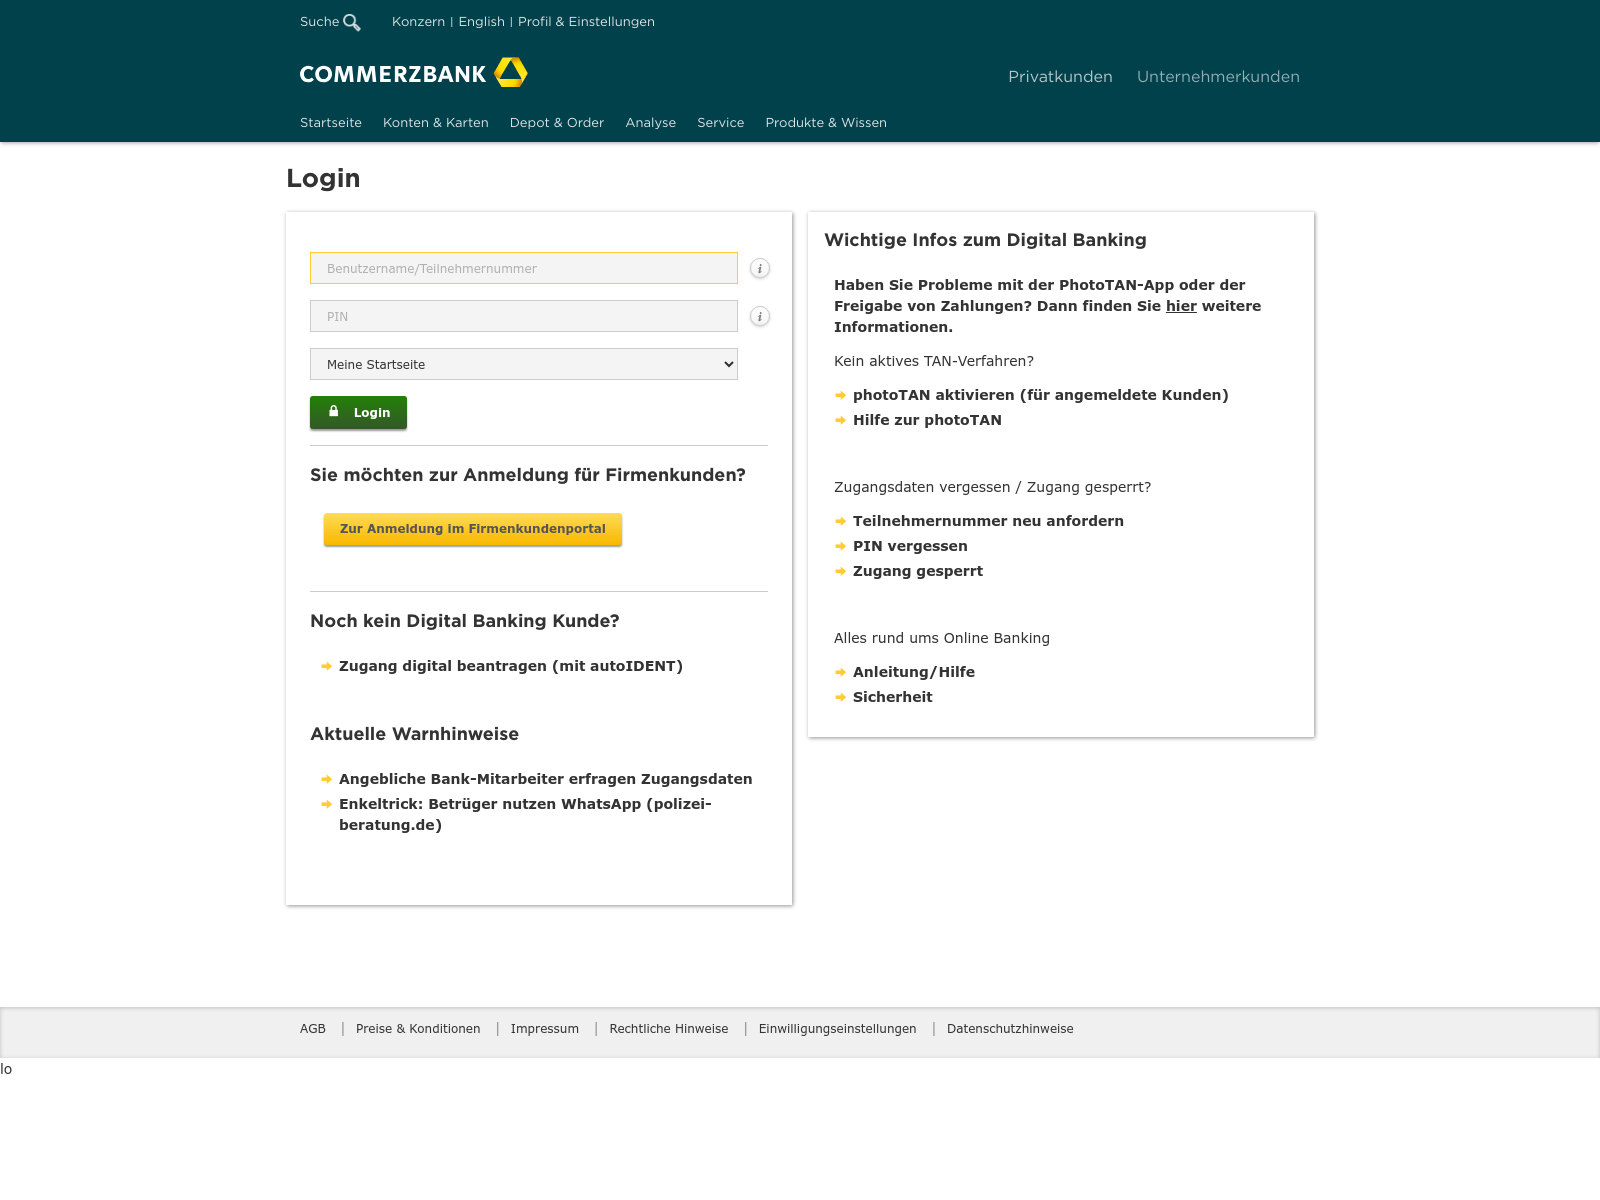 Suche
Konzern | English | Profil & Einstellungen
COMMERZBANK
Privatkunden Unternehmerkunden
Startseite Konten & Karten Depot & Order Analyse Service Produkte & Wissen
Login
Benutzername/Teilnehmernummer
i
PIN
i
Meine Startseite
Login
Sie möchten zur Anmeldung für Firmenkunden?
Zur Anmeldung im Firmenkundenportal
Noch kein Digital Banking Kunde?
Zugang digital beantragen (mit autoIDENT)
Aktuelle Warnhinweise
Angebliche Bank-Mitarbeiter erfragen Zugangsdaten
Enkeltrick: Betrüger nutzen WhatsApp (polizei-
beratung.de)
Wichtige Infos zum Digital Banking
Haben Sie Probleme mit der PhotoTAN-App oder der
Freigabe von Zahlungen? Dann finden Sie hier weitere
Informationen.
Kein aktives TAN-Verfahren?
photoTAN aktivieren (für angemeldete Kunden)
Hilfe zur photoTAN
Zugangsdaten vergessen / Zugang gesperrt?
Teilnehmernummer neu anfordern
PIN vergessen
Zugang gesperrt
Alles rund ums Online Banking
Anleitung/Hilfe
Sicherheit
AGB | Preise & Konditionen | Impressum | Rechtliche Hinweise | Einwilligungseinstellungen | Datenschutzhinweise
lo